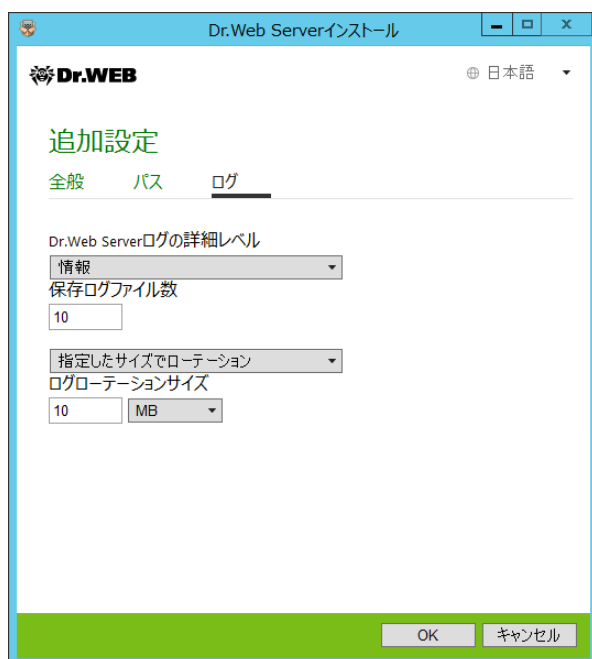 Dr.Web Serverインストール
Dr.WEB
日本語
追加設定
全般 パス ログ
Dr.Web Serverログの詳細レベル
情報
保存ログファイル数
10
指定したサイズでローテーション
ログローテーションサイズ
10 MB
OK キャンセル